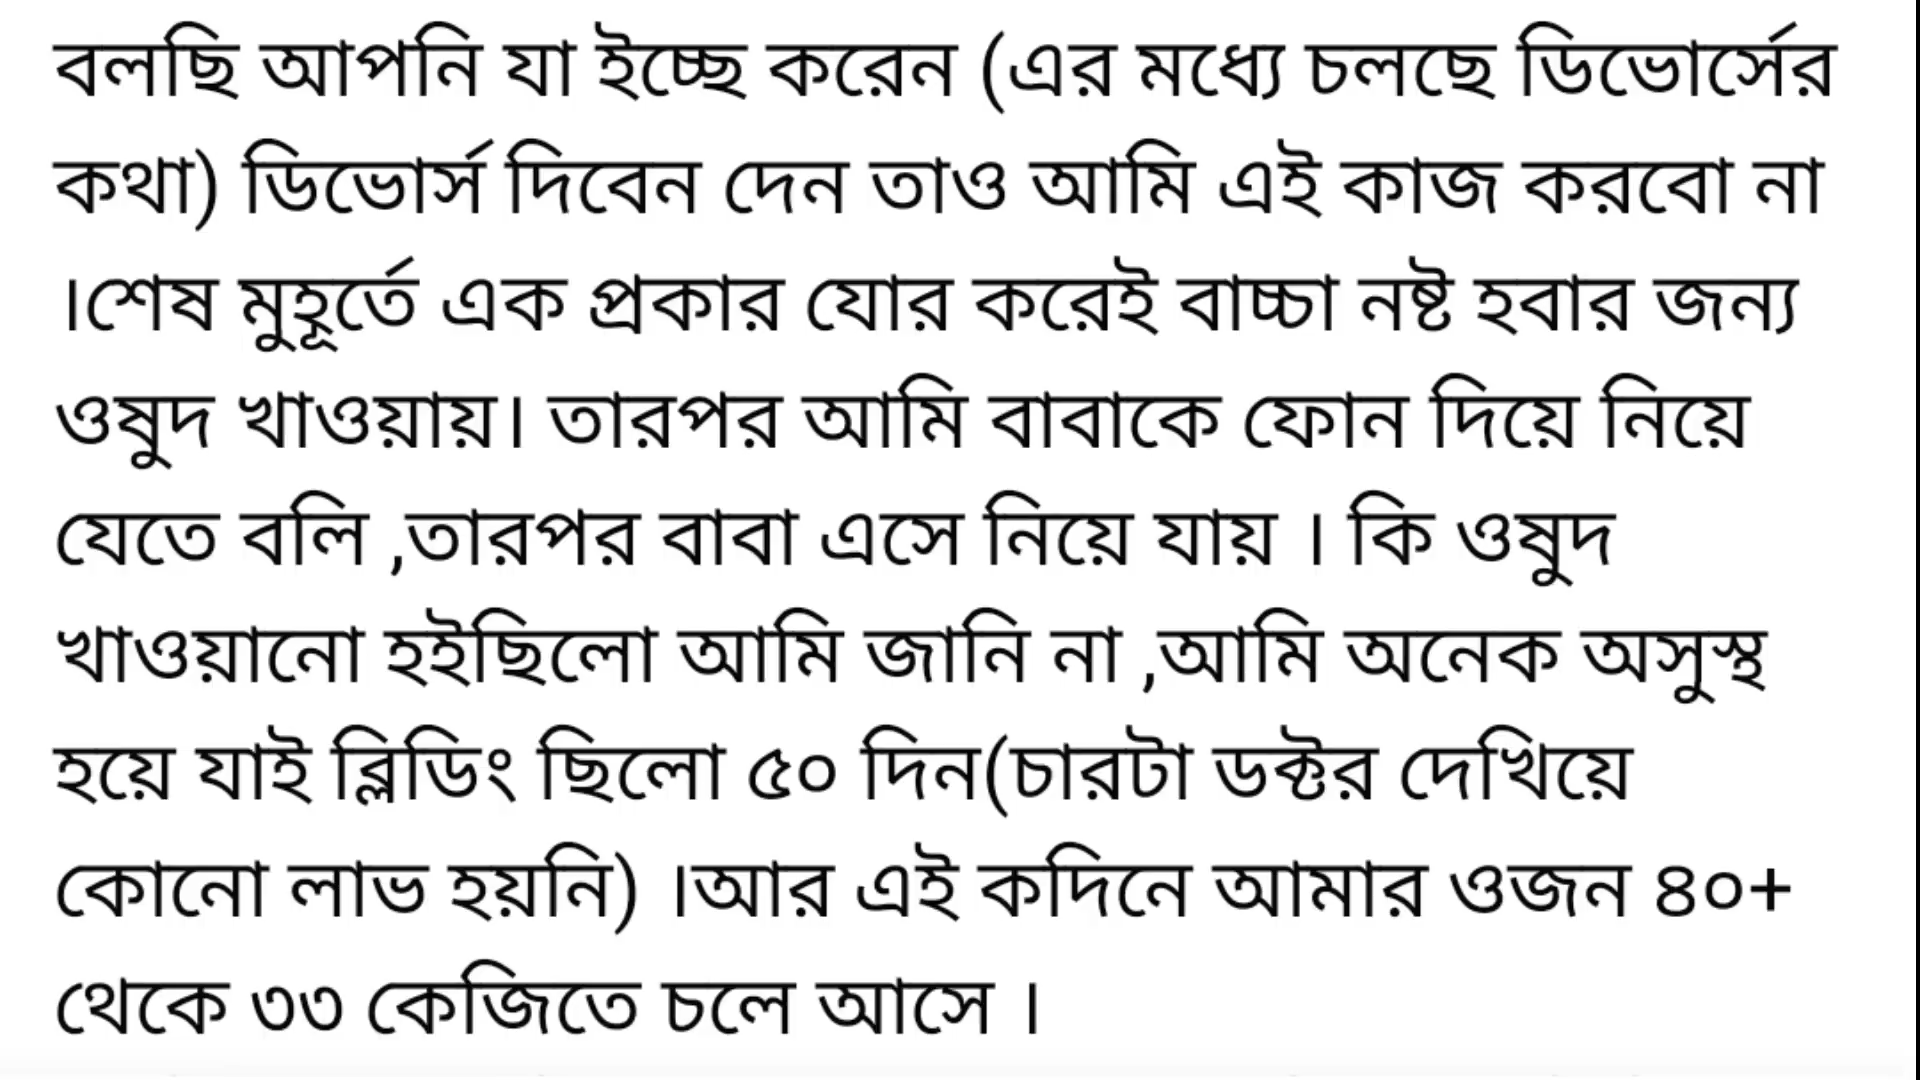 বলছি আপনি যা ইচ্ছে করেন (এর মধ্যে চলছে ডিভোর্সের
কথা) ডিভোর্স দিবেন দেন তাও আমি এই কাজ করবো না
।শেষ মুহূর্তে এক প্রকার যোর করেই বাচ্চা নষ্ট হবার জন্য
ওষুদ খাওয়ায়। তারপর আমি বাবাকে ফোন দিয়ে নিয়ে
যেতে বলি ,তারপর বাবা এসে নিয়ে যায় । কি ওষুদ
খাওয়ানো হইছিলো আমি জানি না ,আমি অনেক অসুস্থ
হয়ে যাই ব্লিডিং ছিলো ৫০ দিন(চারটা ডক্টর দেখিয়ে
কোনো লাভ হয়নি) ।আর এই কদিনে আমার ওজন ৪০+
থেকে ৩৩ কেজিতে চলে আসে ।